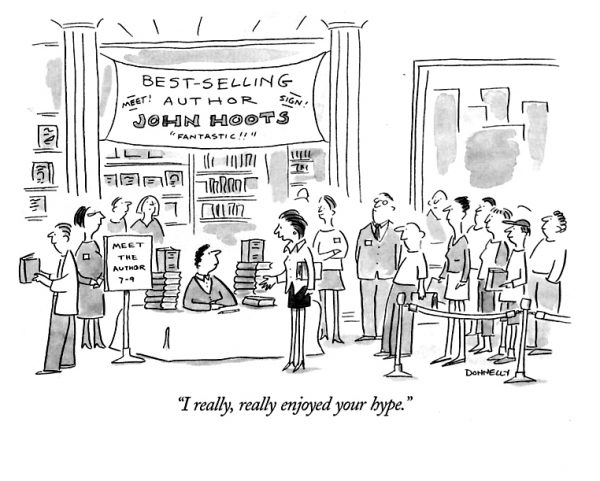 BEST-SELLING
MEET! AUTHOR SIGN!
JOHN HOOTS
"FANTASTIC!!"
MEET
THE
AUTHOR
7-9
DONNELLY
"I really, really enjoyed your hype."